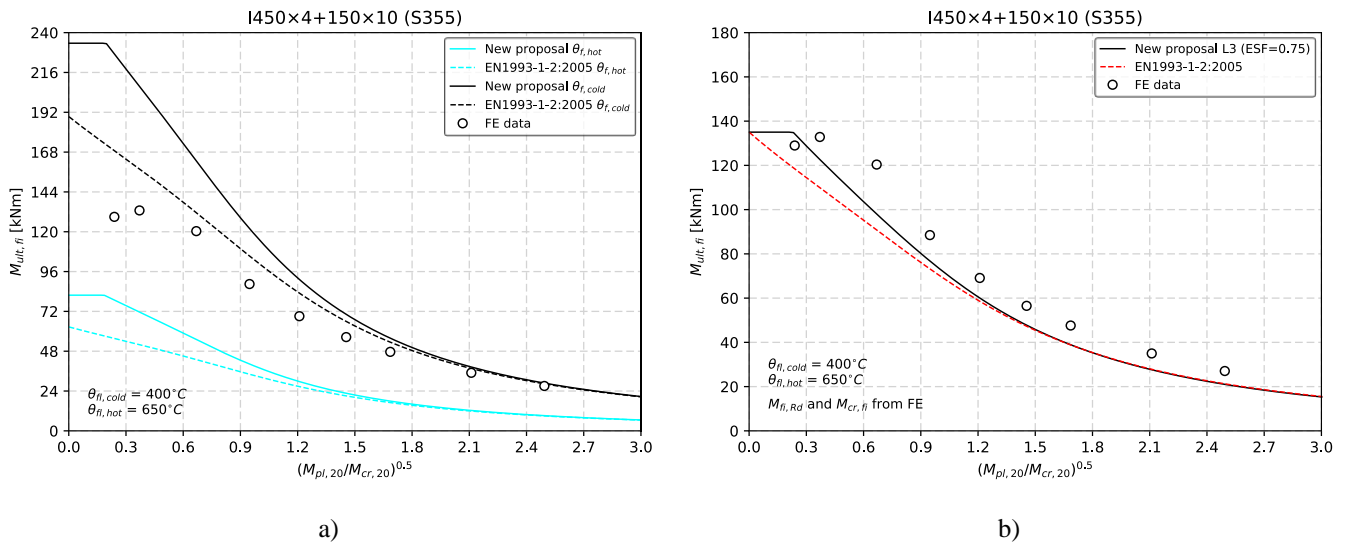 I450×4+150×10 (S355)
240
216
192
168
144
120
96
72
48
24
0
M_ult,fi [kNm]
New proposal θ_f,hot
EN1993-1-2:2005 θ_f,hot
New proposal θ_f,cold
EN1993-1-2:2005 θ_f,cold
FE data
θ_fl,cold = 400°C
θ_fl,hot = 650°C
0.0 0.3 0.6 0.9 1.2 1.5 1.8 2.1 2.4 2.7 3.0
(M_pl,20/M_cr,20)^0.5
a)
I450×4+150×10 (S355)
180
160
140
120
100
80
60
40
20
0
M_ult,fi [kNm]
New proposal L3 (ESF=0.75)
EN1993-1-2:2005
FE data
θ_fl,cold = 400°C
θ_fl,hot = 650°C
M_fi,Rd and M_cr,fi from FE
0.0 0.3 0.6 0.9 1.2 1.5 1.8 2.1 2.4 2.7 3.0
(M_pl,20/M_cr,20)^0.5
b)